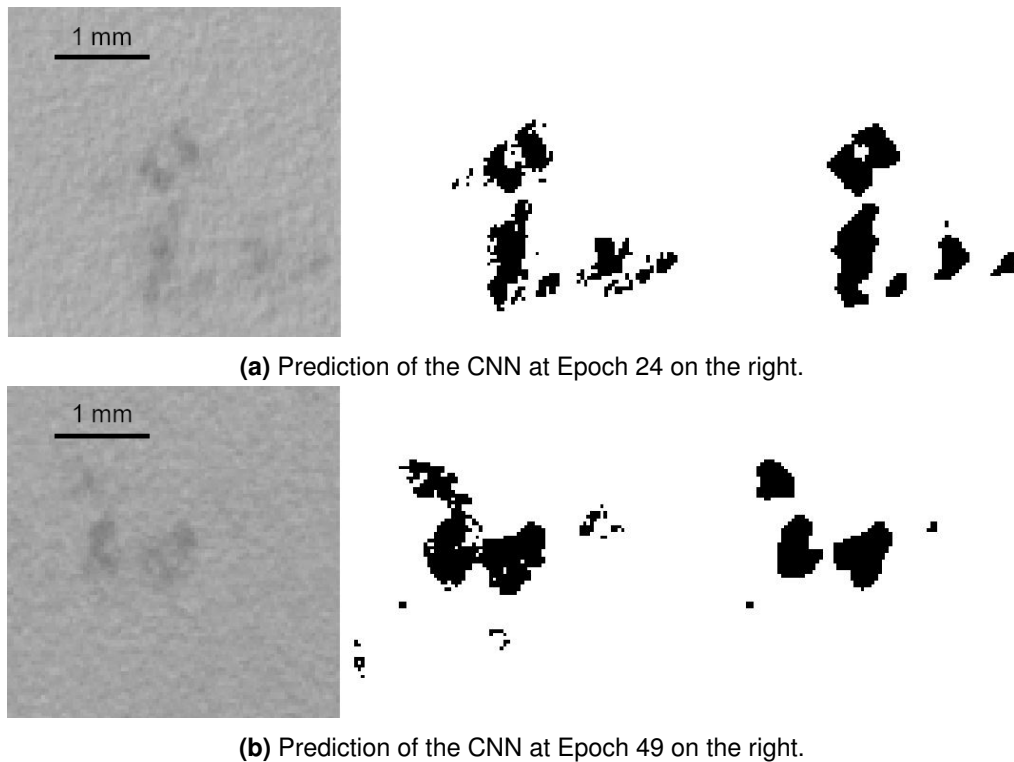 1 mm
(a) Prediction of the CNN at Epoch 24 on the right.
1 mm
(b) Prediction of the CNN at Epoch 49 on the right.